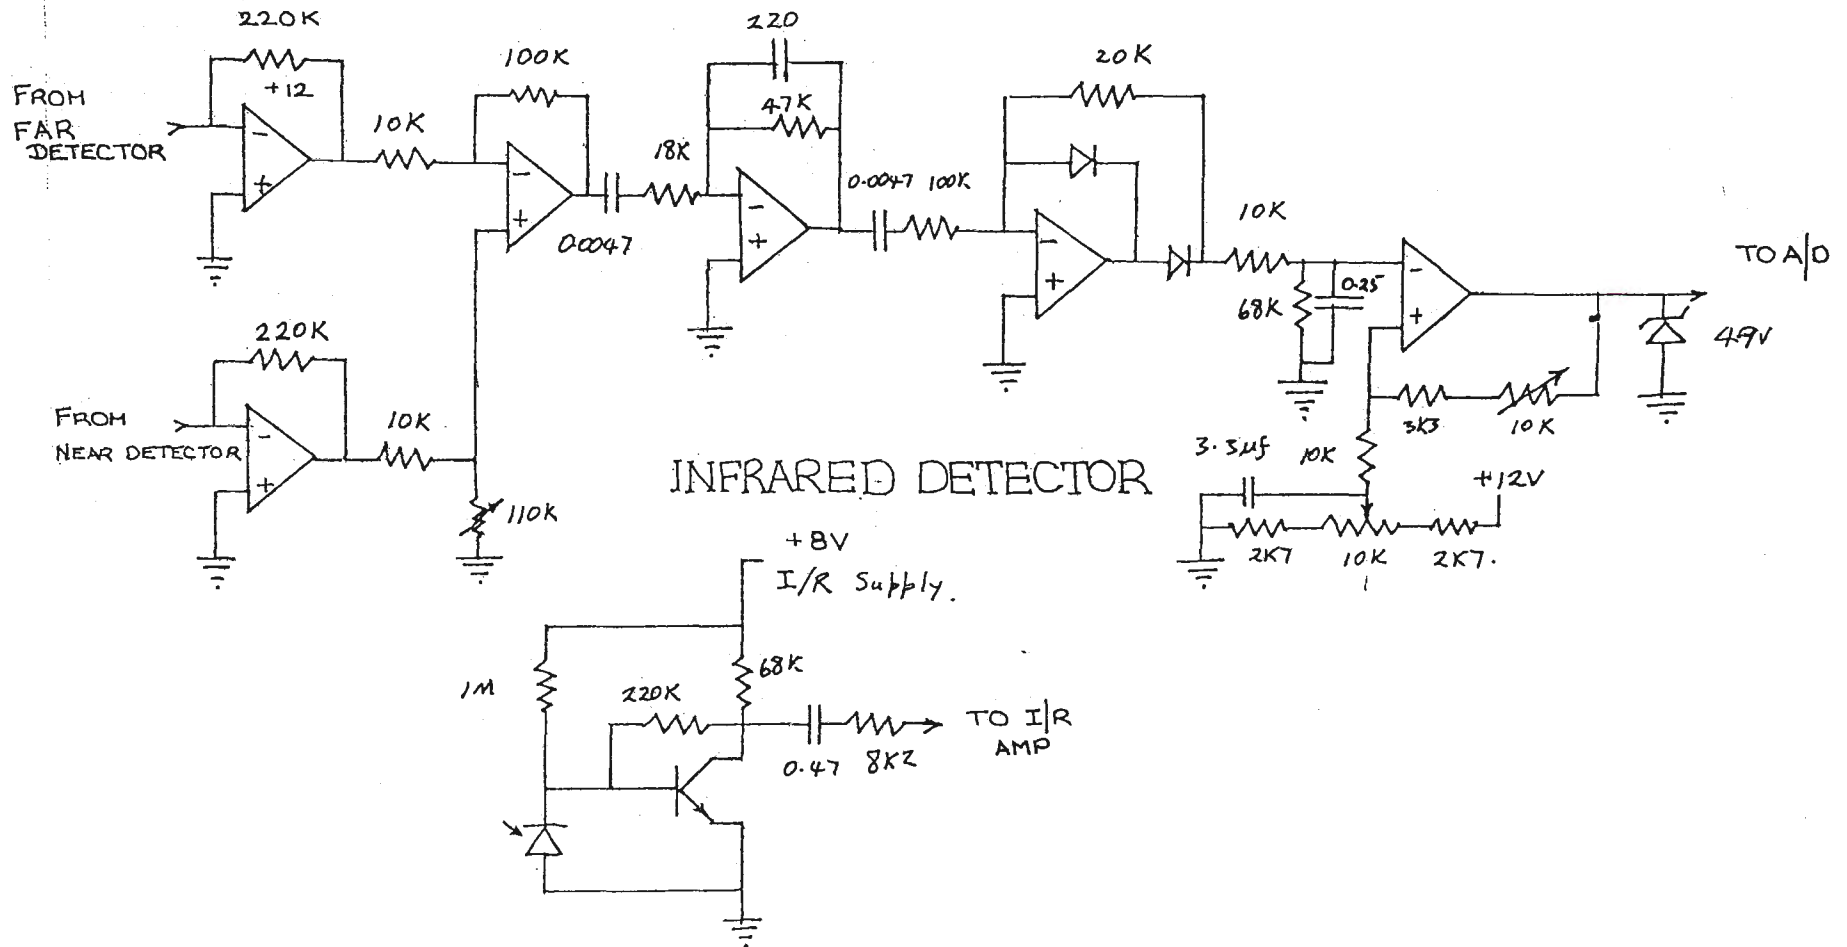 220K
+12
FROM
FAR
DETECTOR
-
+
10K
100K
-
+
0.0047
18K
220
47K
-
+
0.0047 100K
20K
-
+
10K
68K
0.25
-
+
TO A/D
4.9V
3K3
10K
10K
3.3µf
+12V
2K7
10K
2K7.
220K
FROM
NEAR DETECTOR
-
+
10K
110K
INFRARED DETECTOR
+8V
I/R Supply.
1M
68K
220K
0.47
8K2
TO I/R
AMP